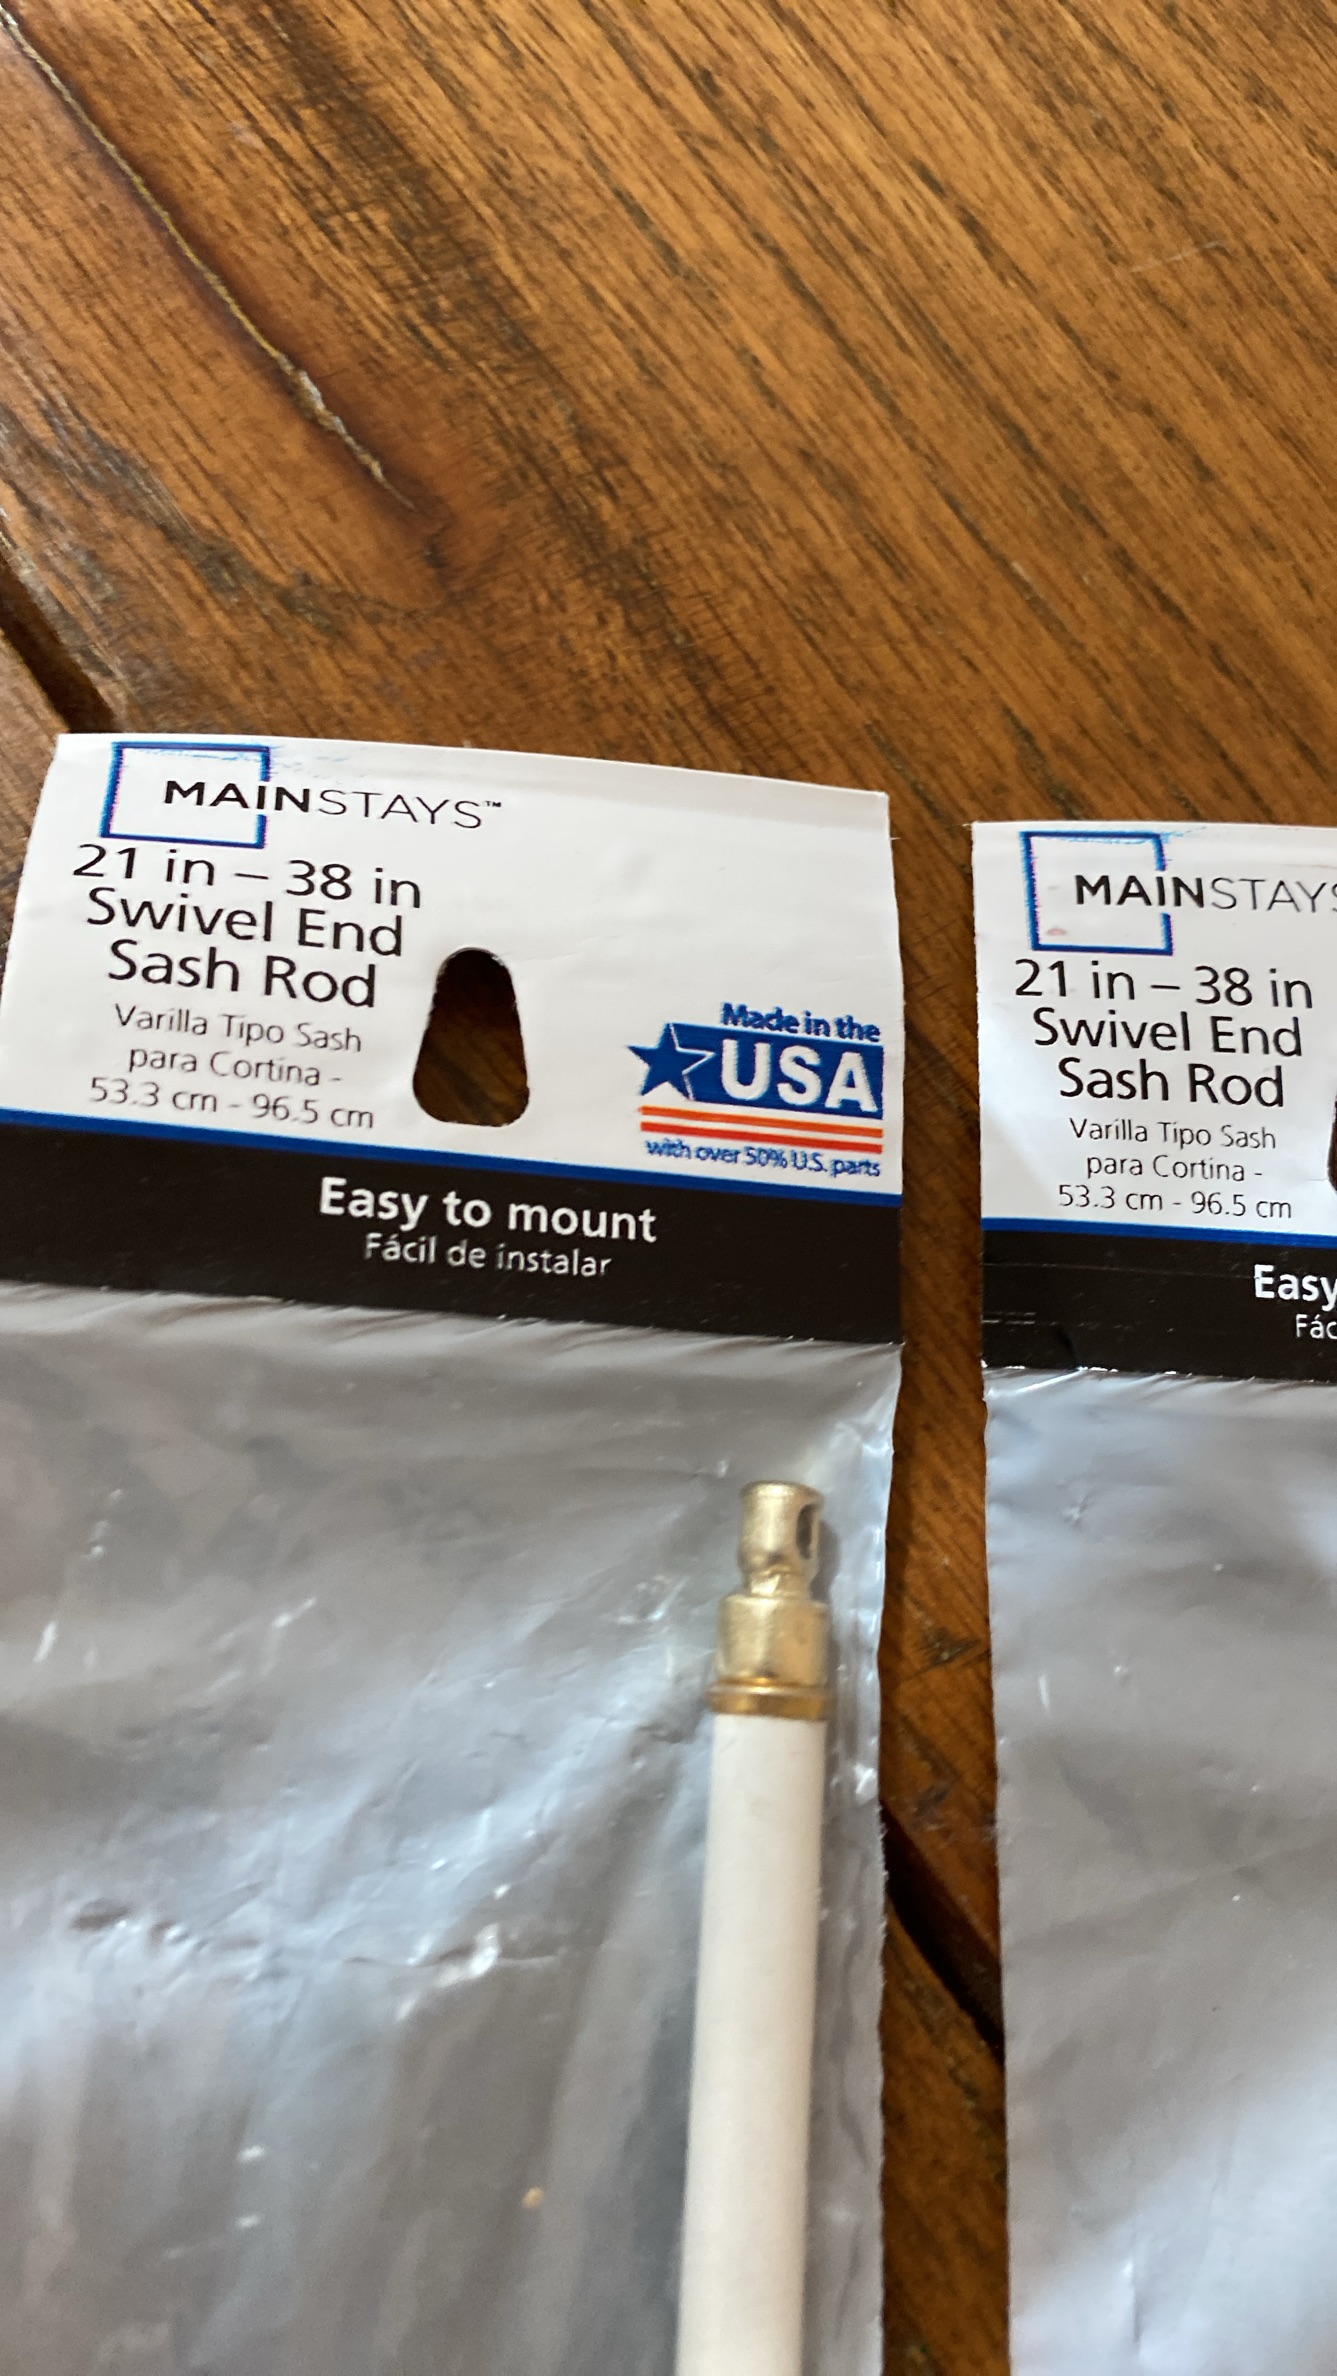 MAINSTAYS™
21 in – 38 in
Swivel End
Sash Rod
Varilla Tipo Sash
para Cortina -
53.3 cm - 96.5 cm
Made in the
USA
with over 50% U.S. parts
Easy to mount
Fácil de instalar
MAINSTAYS
21 in – 38 in
Swivel End
Sash Rod
Varilla Tipo Sash
para Cortina -
53.3 cm - 96.5 cm
Easy
Fác